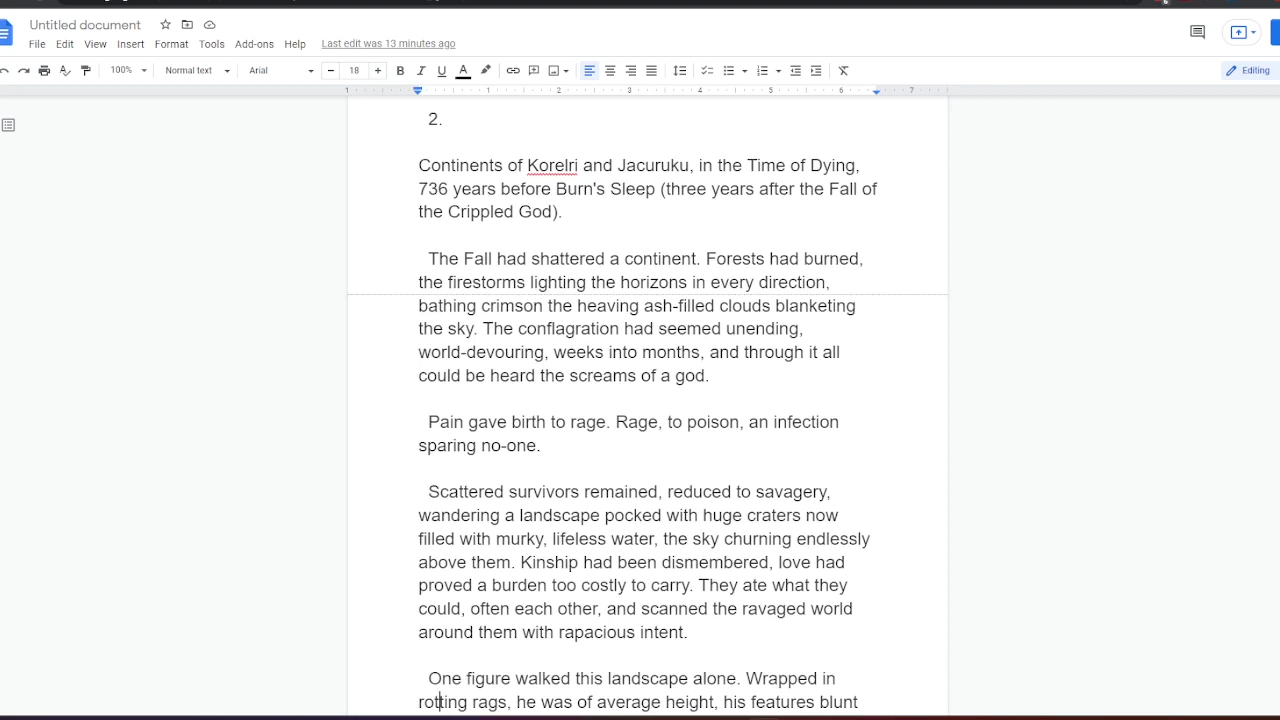 Untitled document
File Edit View Insert Format Tools Add-ons Help Last edit was 13 minutes ago
100% Normal text Arial − 18 + B I U A Editing
1 1 2 3 4 5 6 7
2.
Continents of Korelri and Jacuruku, in the Time of Dying,
736 years before Burn's Sleep (three years after the Fall of
the Crippled God).
The Fall had shattered a continent. Forests had burned,
the firestorms lighting the horizons in every direction,
bathing crimson the heaving ash-filled clouds blanketing
the sky. The conflagration had seemed unending,
world-devouring, weeks into months, and through it all
could be heard the screams of a god.
Pain gave birth to rage. Rage, to poison, an infection
sparing no-one.
Scattered survivors remained, reduced to savagery,
wandering a landscape pocked with huge craters now
filled with murky, lifeless water, the sky churning endlessly
above them. Kinship had been dismembered, love had
proved a burden too costly to carry. They ate what they
could, often each other, and scanned the ravaged world
around them with rapacious intent.
One figure walked this landscape alone. Wrapped in
rotting rags, he was of average height, his features blunt